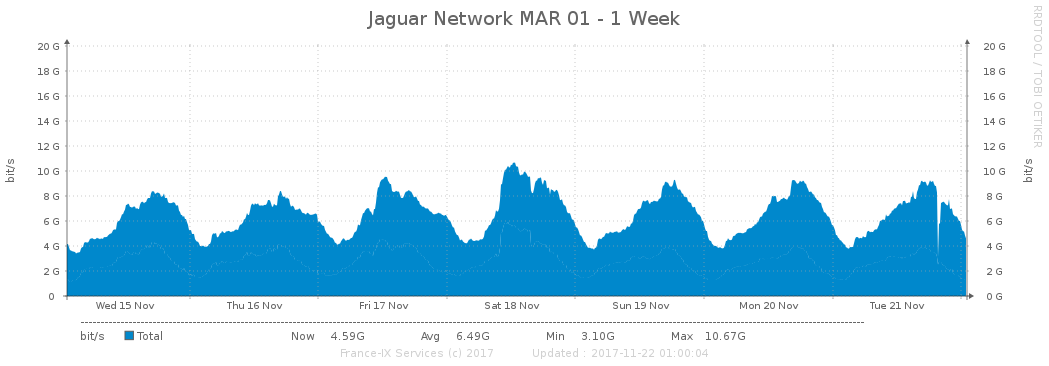 Jaguar Network MAR 01 - 1 Week
RRDTOOL / TOBI OETIKER
bit/s
20 G 20 G
18 G 18 G
16 G 16 G
14 G 14 G
12 G 12 G
10 G 10 G
8 G 8 G
6 G 6 G
4 G 4 G
2 G 2 G
0 0 G
bit/s
Wed 15 Nov Thu 16 Nov Fri 17 Nov Sat 18 Nov Sun 19 Nov Mon 20 Nov Tue 21 Nov
bit/s Total Now 4.59G Avg 6.49G Min 3.10G Max 10.67G
France-IX Services (c) 2017 Updated : 2017-11-22 01:00:04